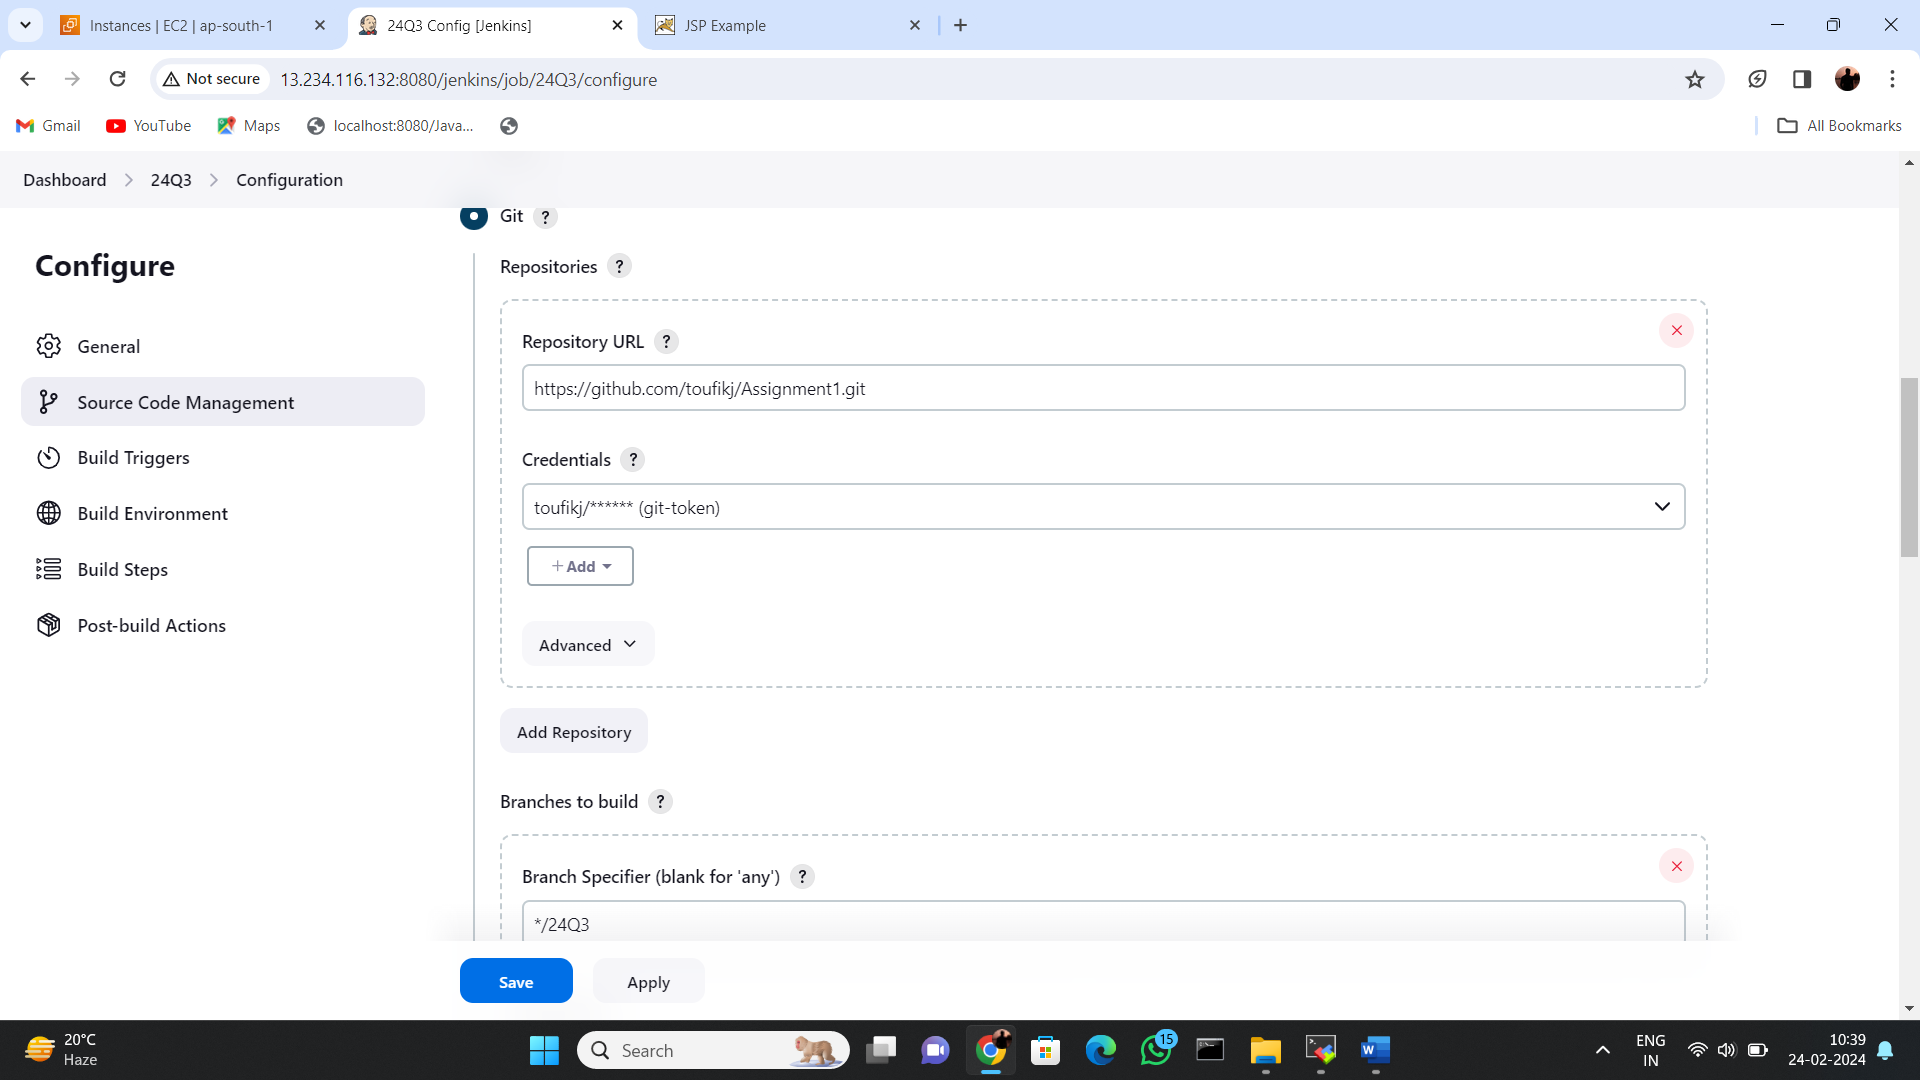 Instances | EC2 | ap-south-1
24Q3 Config [Jenkins]
JSP Example
Not secure
13.234.116.132:8080/jenkins/job/24Q3/configure
Gmail
YouTube
Maps
localhost:8080/Java...
All Bookmarks
Dashboard
24Q3
Configuration
Git ?
Configure
Repositories ?
Repository URL ?
https://github.com/toufikj/Assignment1.git
General
Source Code Management
Credentials ?
Build Triggers
toufikj/****** (git-token)
Build Environment
+ Add
Build Steps
Post-build Actions
Advanced
Add Repository
Branches to build ?
Branch Specifier (blank for 'any') ?
*/24Q3
Save
Apply
20°C
Haze
Search
15
ENG
IN
10:39
24-02-2024